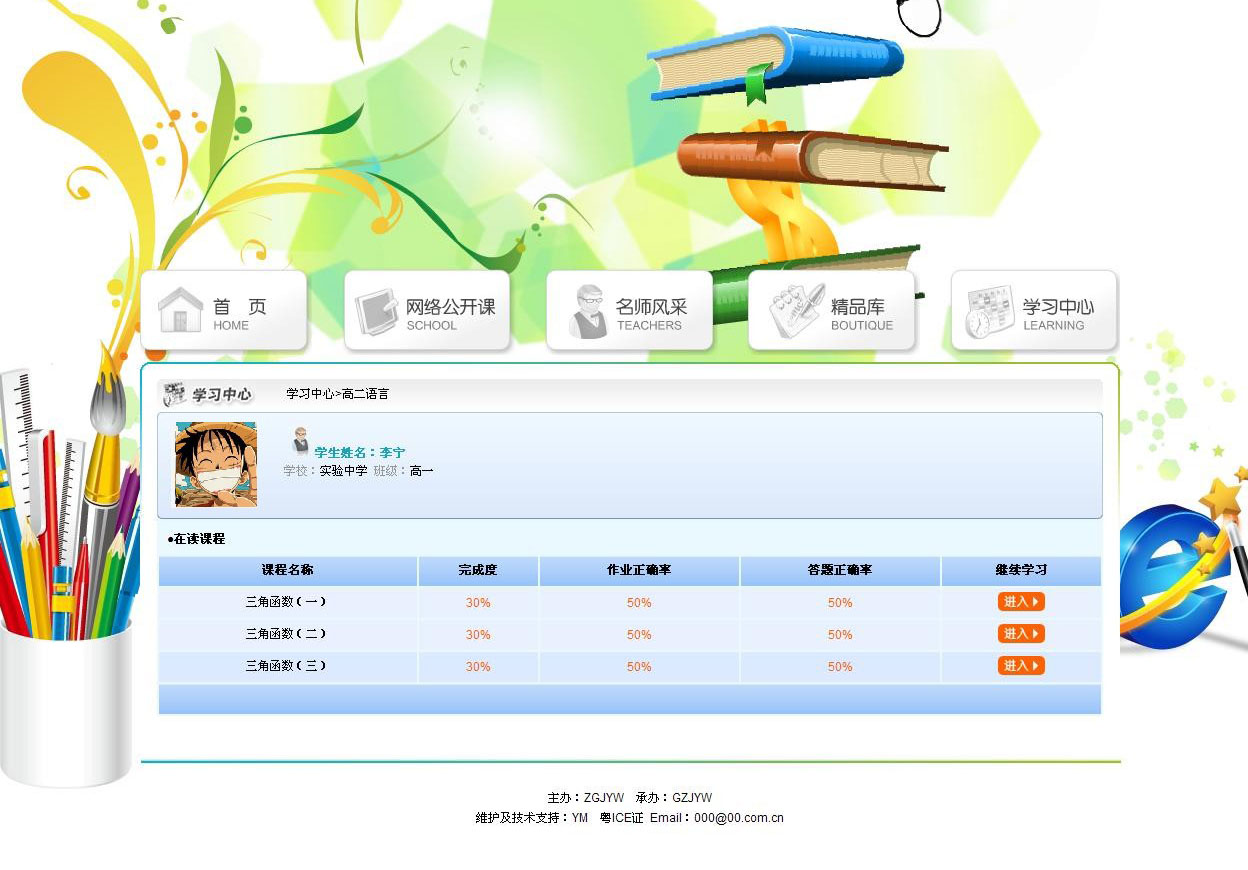 首 页
HOME
网络公开课
SCHOOL
名师风采
TEACHERS
精品库
BOUTIQUE
学习中心
LEARNING
学习中心 学习中心>高二语言
学生姓名：李宁
学校：实验中学 班级：高一
•在读课程
课程名称 完成度 作业正确率 答题正确率 继续学习
三角函数（一） 30% 50% 50% 进入
三角函数（二） 30% 50% 50% 进入
三角函数（三） 30% 50% 50% 进入
主办：ZGJYW 承办：GZJYW
维护及技术支持：YM 粤ICE证 Email：000@00.com.cn